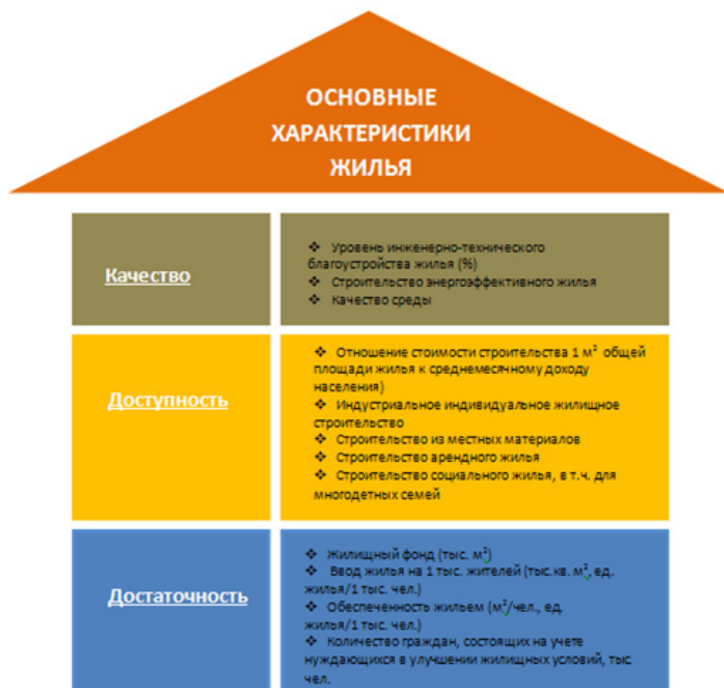 ОСНОВНЫЕ
ХАРАКТЕРИСТИКИ
ЖИЛЬЯ
Качество
❖ Уровень инженерно-технического
благоустройства жилья (%)
❖ Строительство энергоэффективного жилья
❖ Качество среды
Доступность
❖ Отношение стоимости строительства 1 м² общей
площади жилья к среднемесячному доходу
населения)
❖ Индустриальное индивидуальное жилищное
строительство
❖ Строительство из местных материалов
❖ Строительство арендного жилья
❖ Строительство социального жилья, в т.ч. для
многодетных семей
Достаточность
❖ Жилищный фонд (тыс. м²)
❖ Ввод жилья на 1 тыс. жителей (тыс.кв. м², ед.
жилья/1 тыс. чел.)
❖ Обеспеченность жильем (м²/чел., ед.
жилья/1 тыс. чел.)
❖ Количество граждан, состоящих на учете
нуждающихся в улучшении жилищных условий, тыс.
чел.